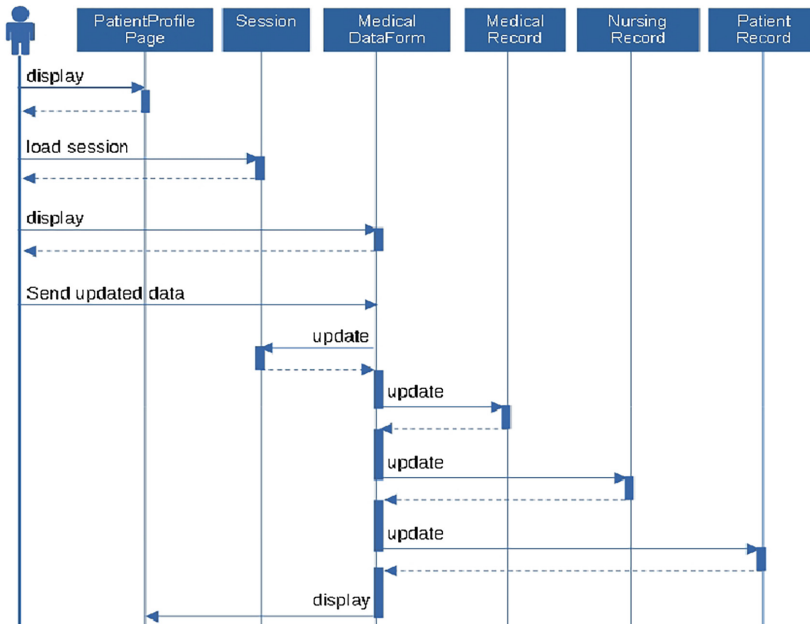 PatientProfile
Page
Session
Medical
DataForm
Medical
Record
Nursing
Record
Patient
Record
display
load session
display
Send updated data
update
update
update
update
display